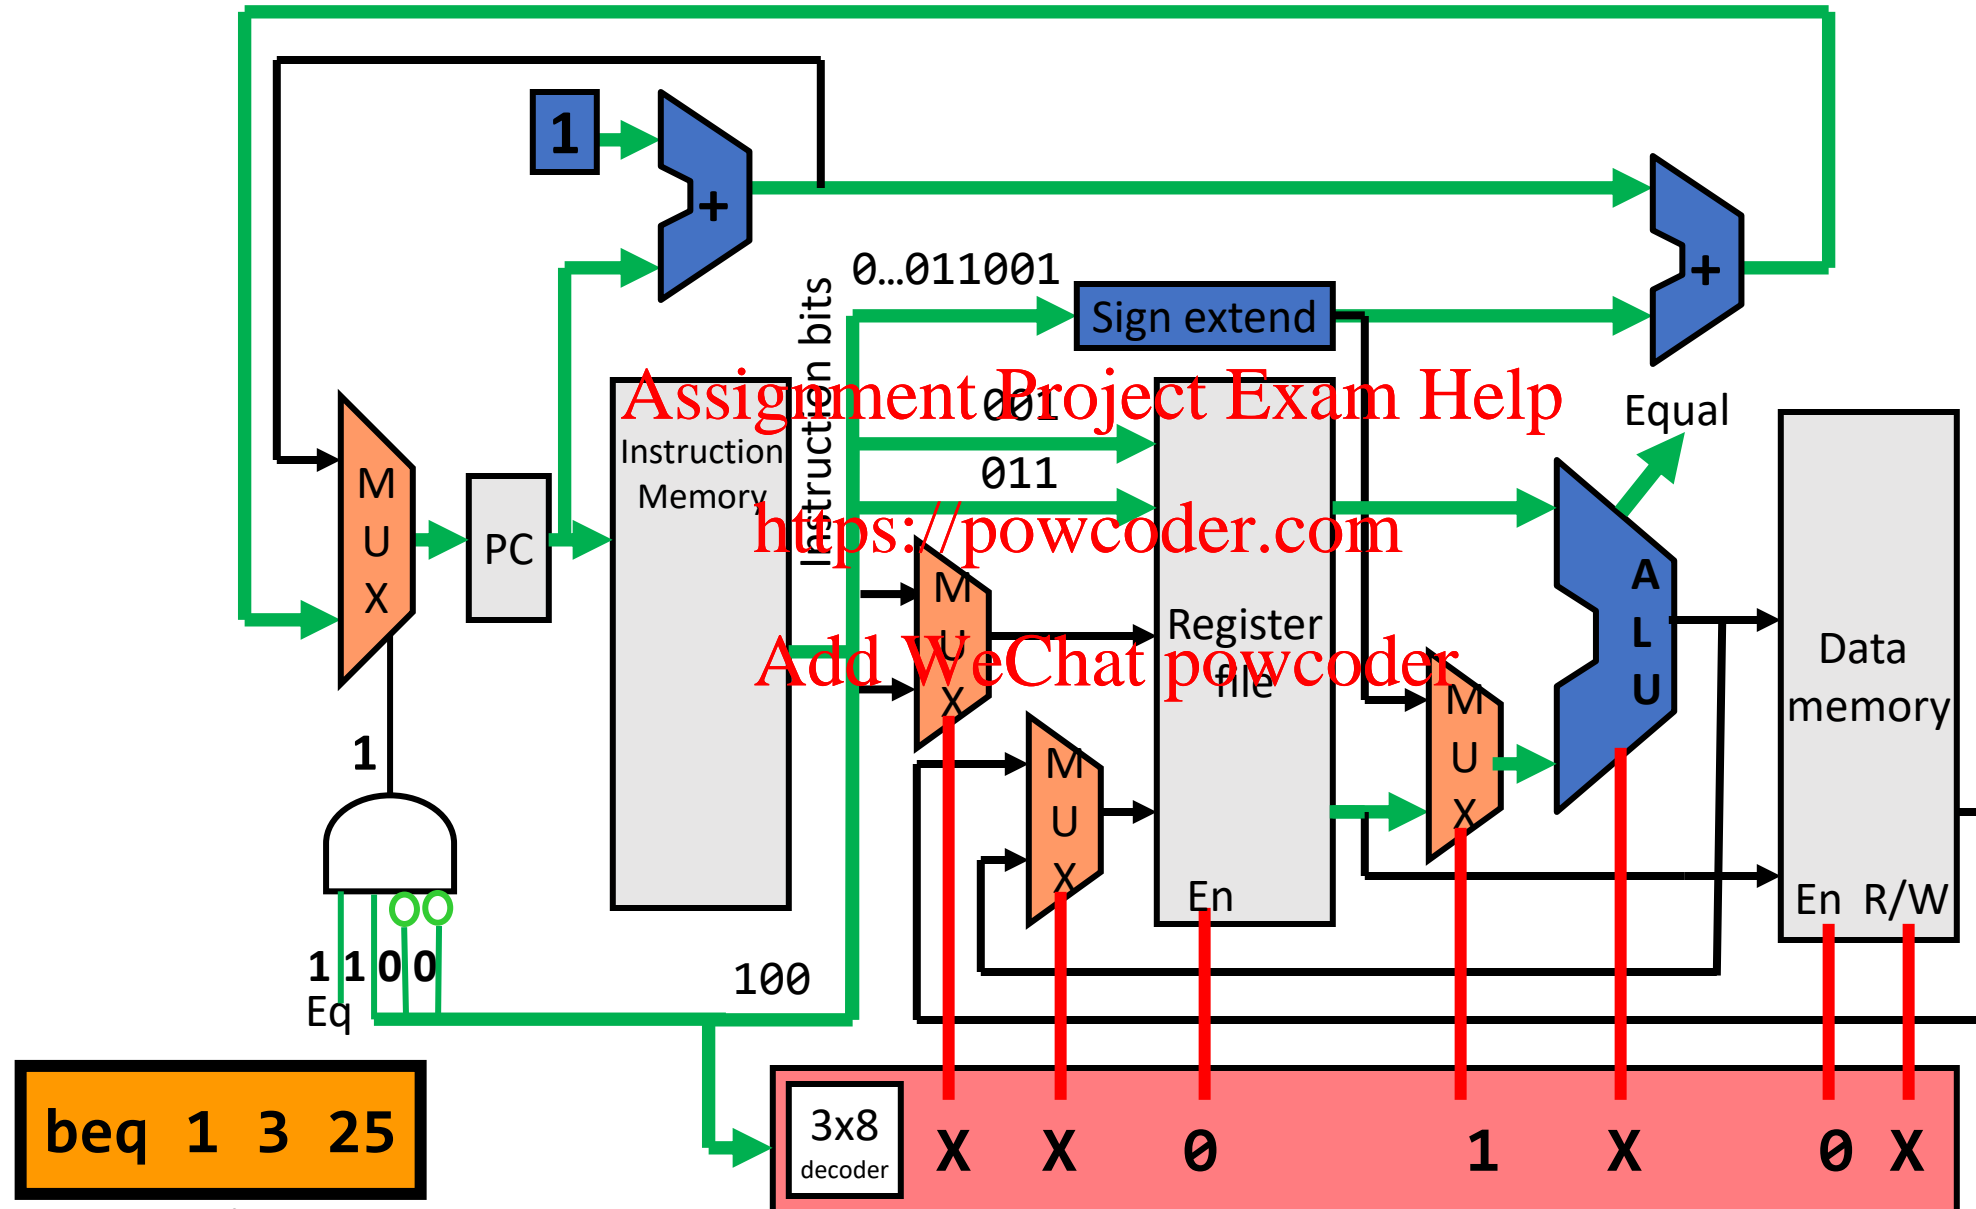 1
+
+
0…011001
Sign extend
Instruction bits
Assignment Project Exam Help
001
Equal
Instruction
Memory
011
M
U
X
PC
https://powcoder.com
M
U
X
Register
file
A
L
U
Data
memory
Add WeChat powcoder
M
U
X
M
U
X
1
En
En R/W
1 1 0 0
Eq
100
beq 1 3 25
3x8
decoder
X X 0 1 X 0 X